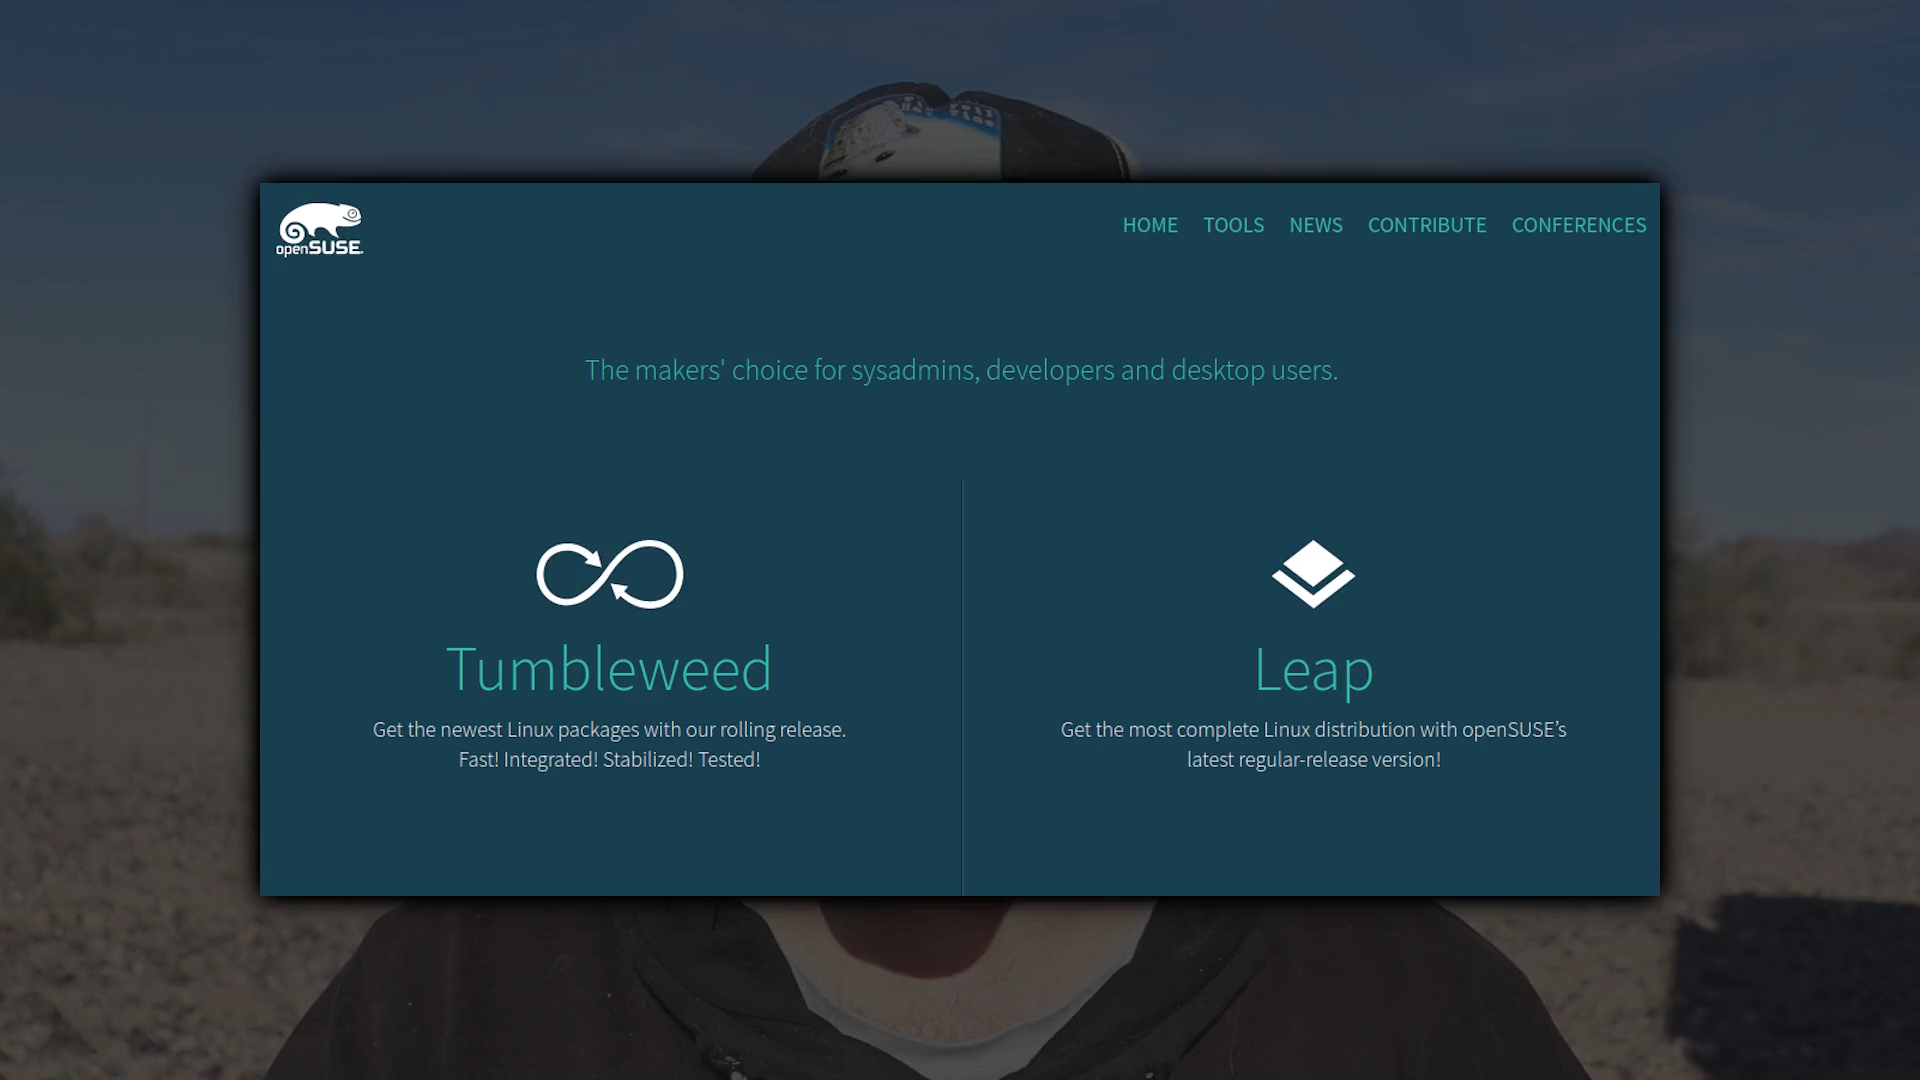 openSUSE
HOME TOOLS NEWS CONTRIBUTE CONFERENCES
The makers' choice for sysadmins, developers and desktop users.
Tumbleweed
Get the newest Linux packages with our rolling release.
Fast! Integrated! Stabilized! Tested!
Leap
Get the most complete Linux distribution with openSUSE’s
latest regular-release version!